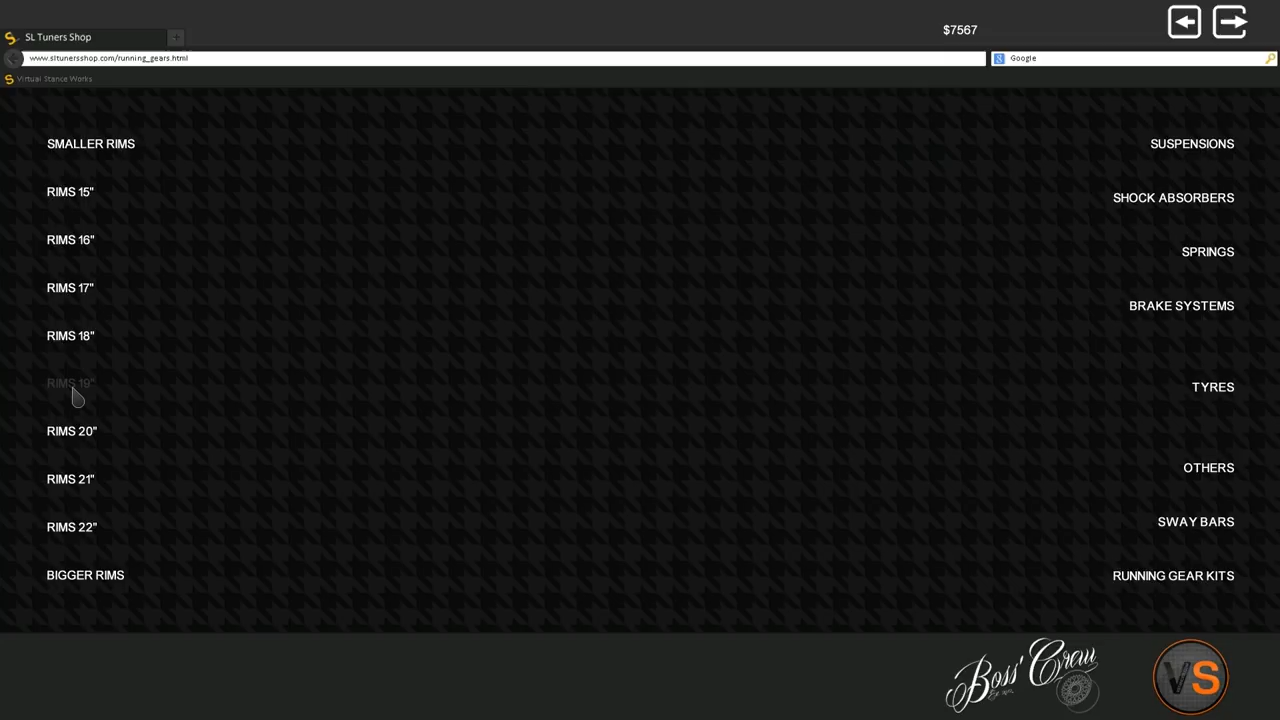 $7567
SL Tuners Shop
www.sltunersshop.com/running_gears.html
Google
Virtual Stance Works
SMALLER RIMS
RIMS 15"
RIMS 16"
RIMS 17"
RIMS 18"
RIMS 19"
RIMS 20"
RIMS 21"
RIMS 22"
BIGGER RIMS
SUSPENSIONS
SHOCK ABSORBERS
SPRINGS
BRAKE SYSTEMS
TYRES
OTHERS
SWAY BARS
RUNNING GEAR KITS
Boss' Crew
VS